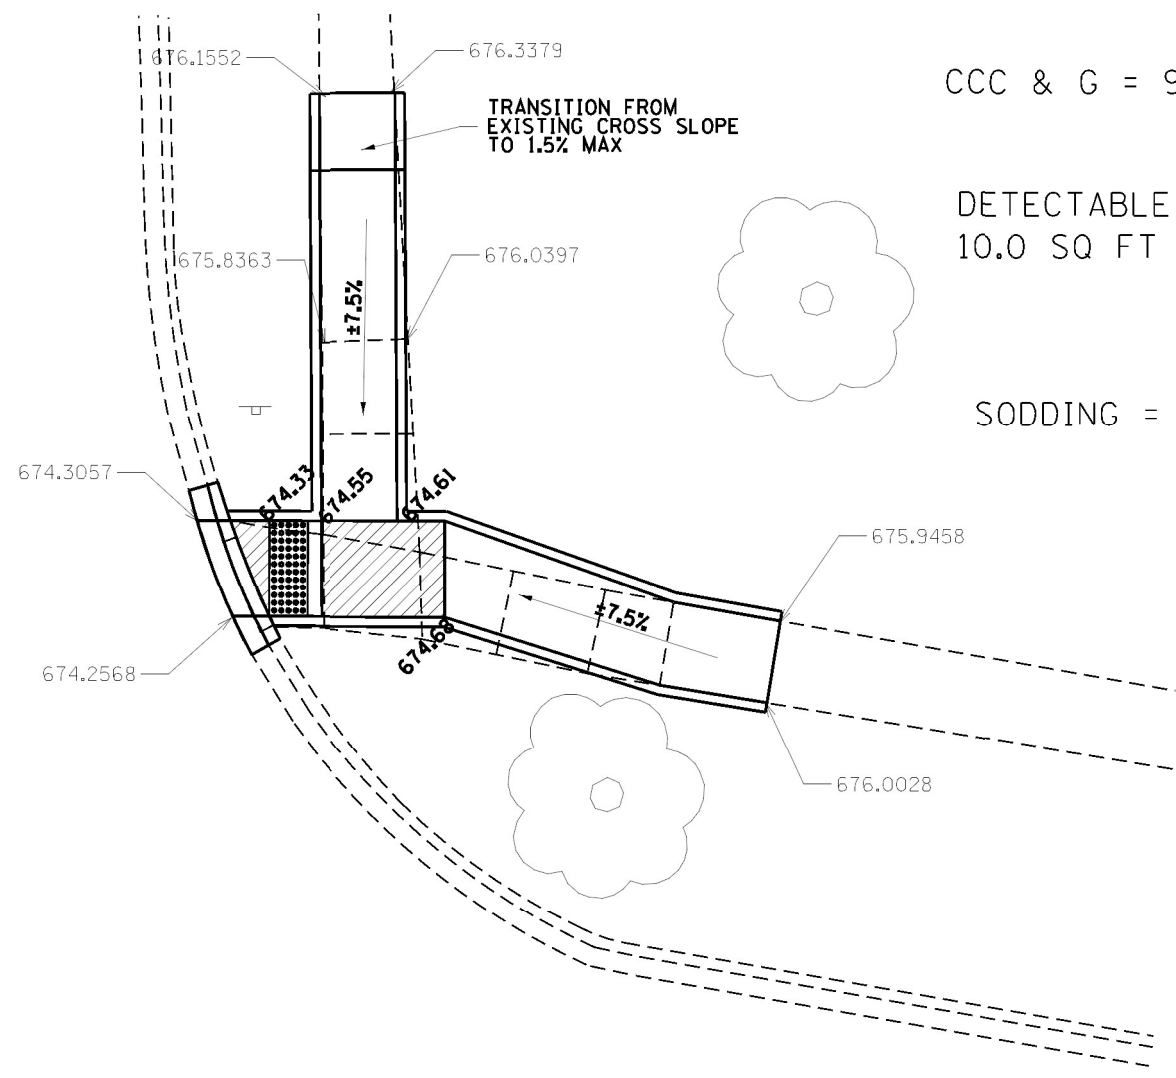 676.1552
676.3379
CCC & G = 9
TRANSITION FROM
EXISTING CROSS SLOPE
TO 1.5% MAX
DETECTABLE
10.0 SQ FT
675.8363
676.0397
±7.5%
SODDING =
674.3057
674.33
674.55
674.61
675.9458
±7.5%
674.68
674.2568
676.0028